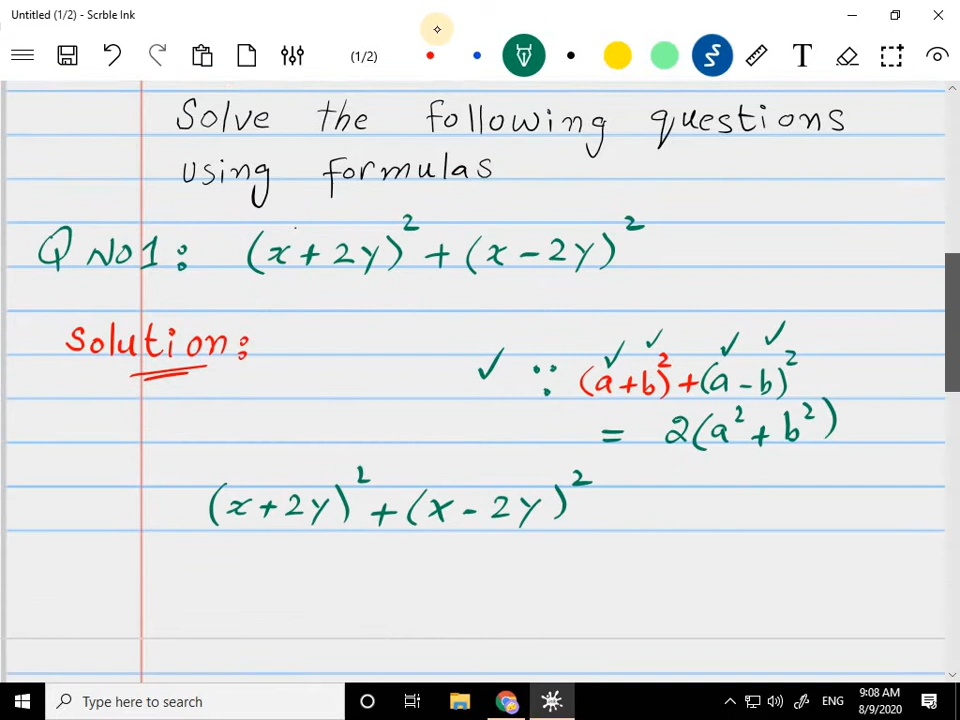 Untitled (1/2) - Scrble Ink
(1/2)
T
Solve the following questions
using formulas
Q No1: (x+2y)² + (x-2y)²
Solution:
✓ ∵ (a+b)²+(a-b)²
= 2(a²+b²)
(x+2y)²+(x-2y)²
Type here to search
ENG
9:08 AM
8/9/2020